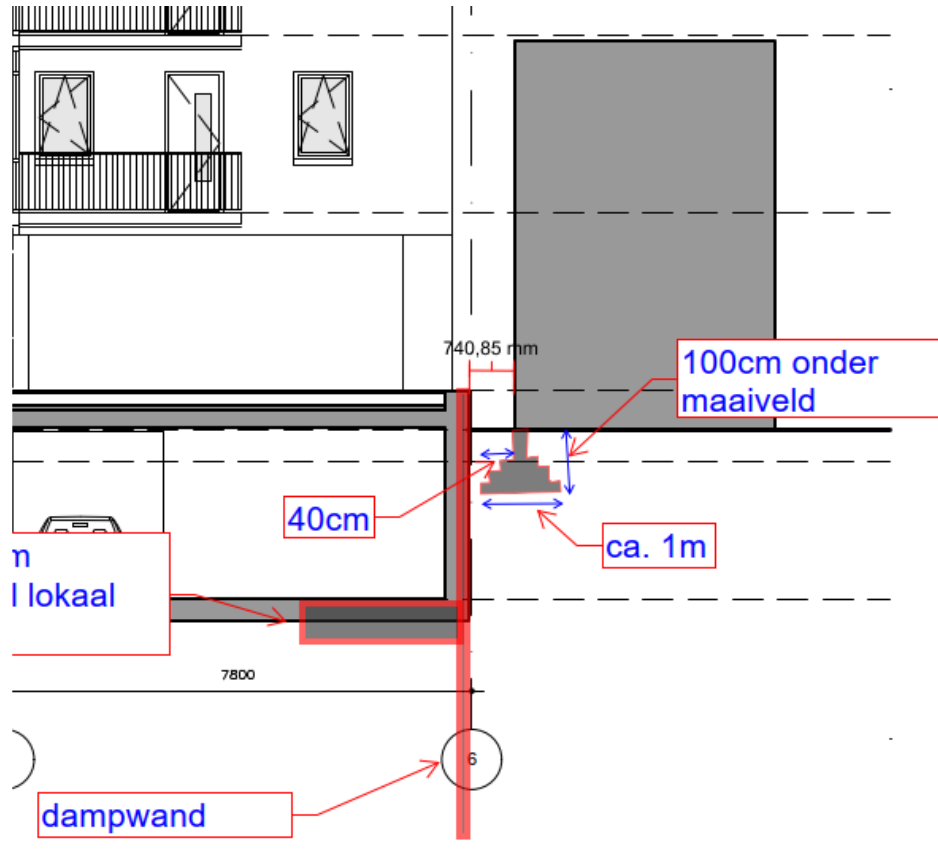 740,85 mm
100cm onder
maaiveld
40cm
ca. 1m
m
l lokaal
7800
6
dampwand